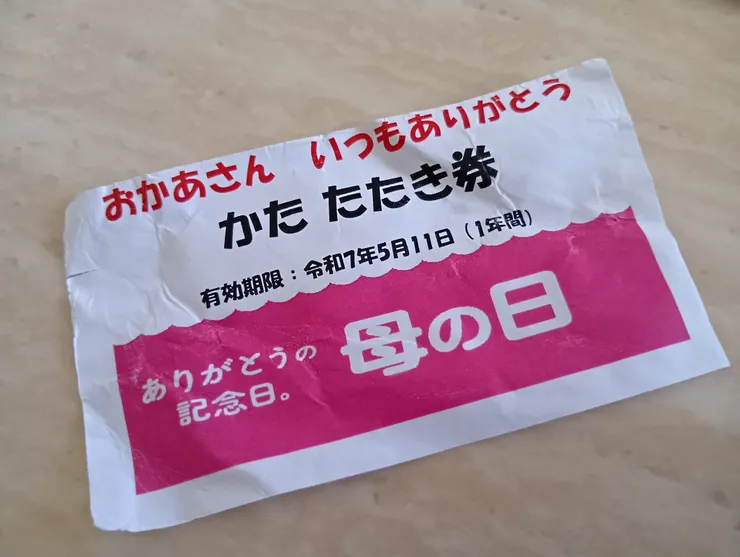 おかあさん いつもありがとう
かた たたき券
有効期限：令和7年5月11日（1年間）
ありがとうの
記念日。
母の日